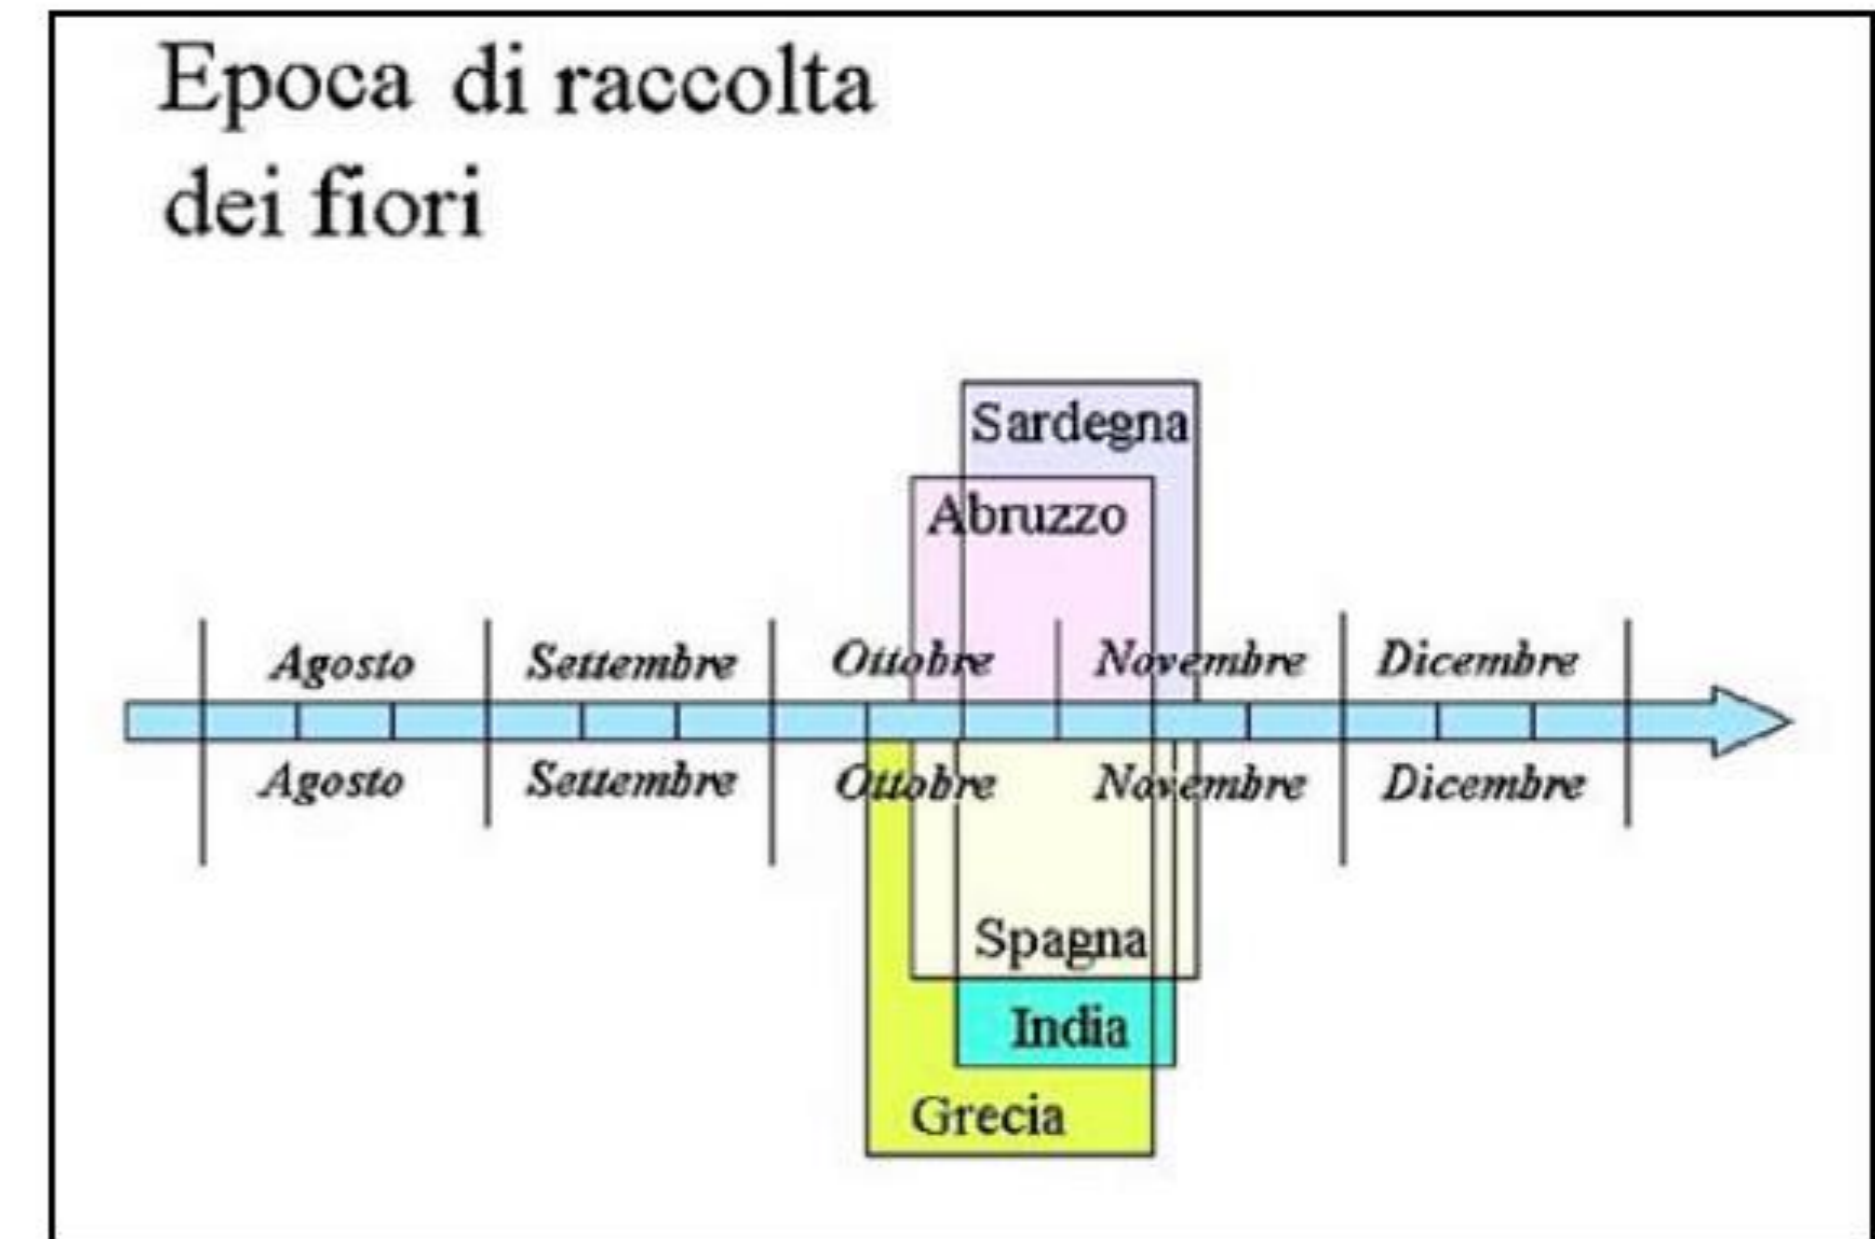 Epoca di raccolta
dei fiori
Sardegna
Abruzzo
Agosto Settembre Ottobre Novembre Dicembre
Agosto Settembre Ottobre Novembre Dicembre
Spagna
India
Grecia